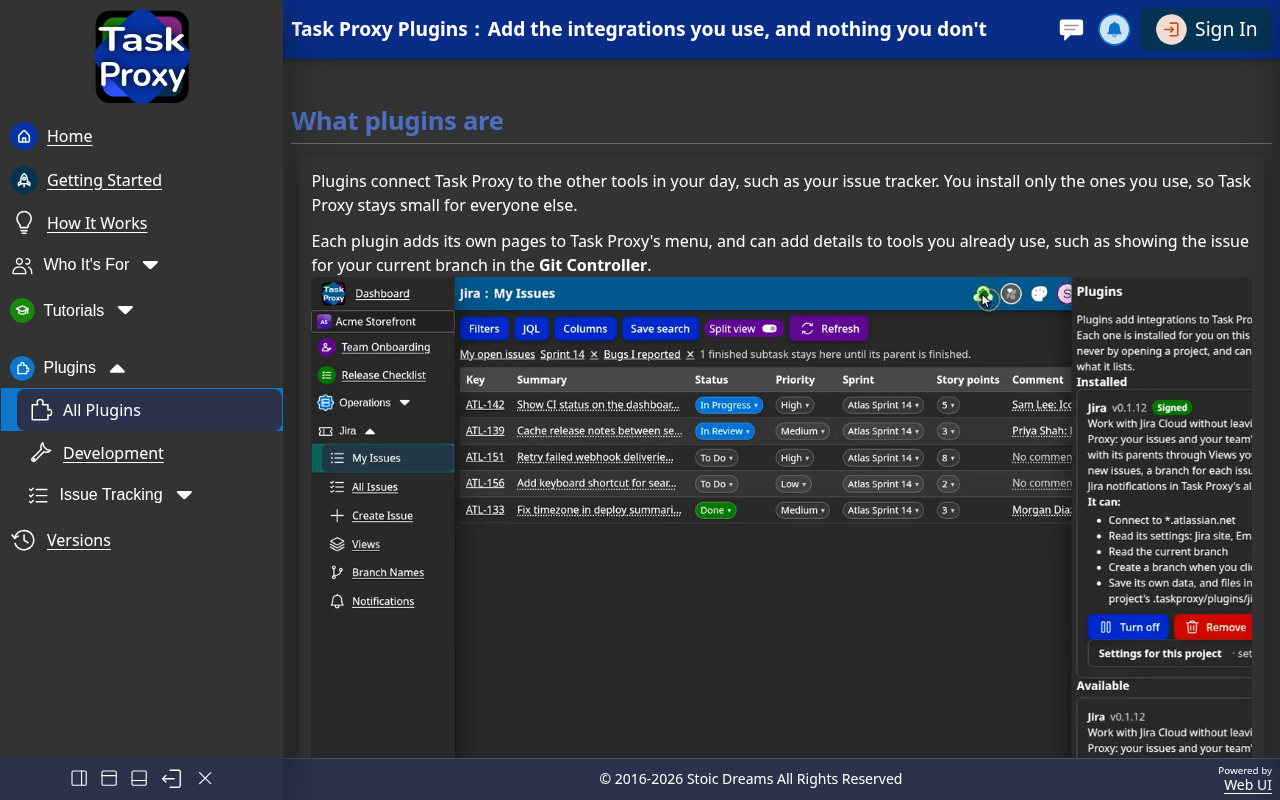 Task
Proxy
Home
Getting Started
How It Works
Who It's For
Tutorials
Plugins
All Plugins
Development
Issue Tracking
Versions
Task Proxy Plugins : Add the integrations you use, and nothing you don't
Sign In
What plugins are
Plugins connect Task Proxy to the other tools in your day, such as your issue tracker. You install only the ones you use, so Task
Proxy stays small for everyone else.
Each plugin adds its own pages to Task Proxy's menu, and can add details to tools you already use, such as showing the issue
for your current branch in the Git Controller.
Task
Proxy
Dashboard
AS Acme Storefront
Team Onboarding
Release Checklist
Operations
Jira
My Issues
All Issues
Create Issue
Views
Branch Names
Notifications
Jira : My Issues
S
Filters JQL Columns Save search Split view Refresh
My open issues Sprint 14 × Bugs I reported × 1 finished subtask stays here until its parent is finished.
Key Summary Status Priority Sprint Story points Comment
ATL-142 Show CI status on the dashboar... In Progress High Atlas Sprint 14 5 Sam Lee:
ATL-139 Cache release notes between se... In Review Medium Atlas Sprint 14 3 Priya Shah:
ATL-151 Retry failed webhook deliverie... To Do High Atlas Sprint 14 8 No commen
ATL-156 Add keyboard shortcut for sear... To Do Low Atlas Sprint 14 2 No commen
ATL-133 Fix timezone in deploy summari... Done Medium Atlas Sprint 14 3 Morgan Dia
Plugins
Plugins add integrations to Task Pro
Each one is installed for you on this
never by opening a project, and can
what it lists.
Installed
Jira v0.1.12 Signed
Work with Jira Cloud without leavi
Proxy: your issues and your team'
with its parents through Views yo
new issues, a branch for each issu
Jira notifications in Task Proxy's al
It can:
• Connect to *.atlassian.net
• Read its settings: Jira site, Em
• Read the current branch
• Create a branch when you clic
• Save its own data, and files in
project's .taskproxy/plugins/ji
Turn off Remove
Settings for this project · set
Available
Jira v0.1.12
Work with Jira Cloud without leavi
Proxy: your issues and your team'
© 2016-2026 Stoic Dreams All Rights Reserved
Powered by
Web UI